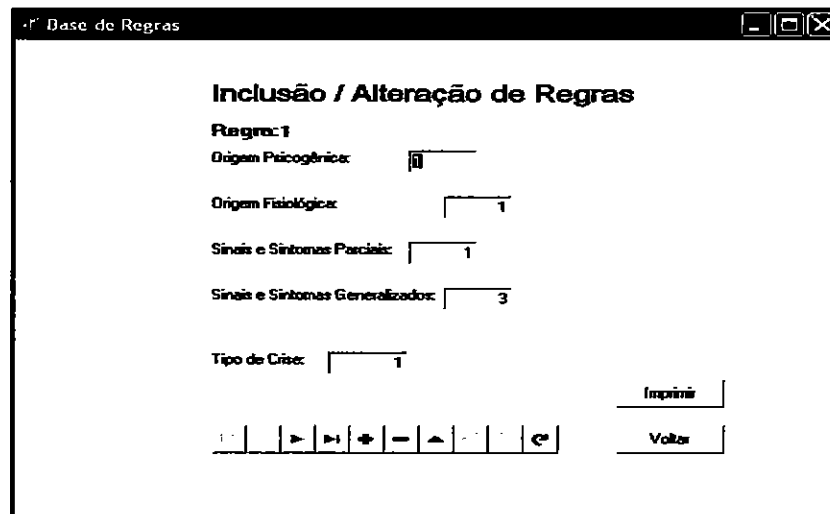 Base de Regras
Inclusão / Alteração de Regras
Regra:1
Origem Psicogênica: 1
Origem Fisiológica: 1
Sinais e Sintomas Parciais: 1
Sinais e Sintomas Generalizados: 3
Tipo de Crise: 1
Imprimir
Voltar